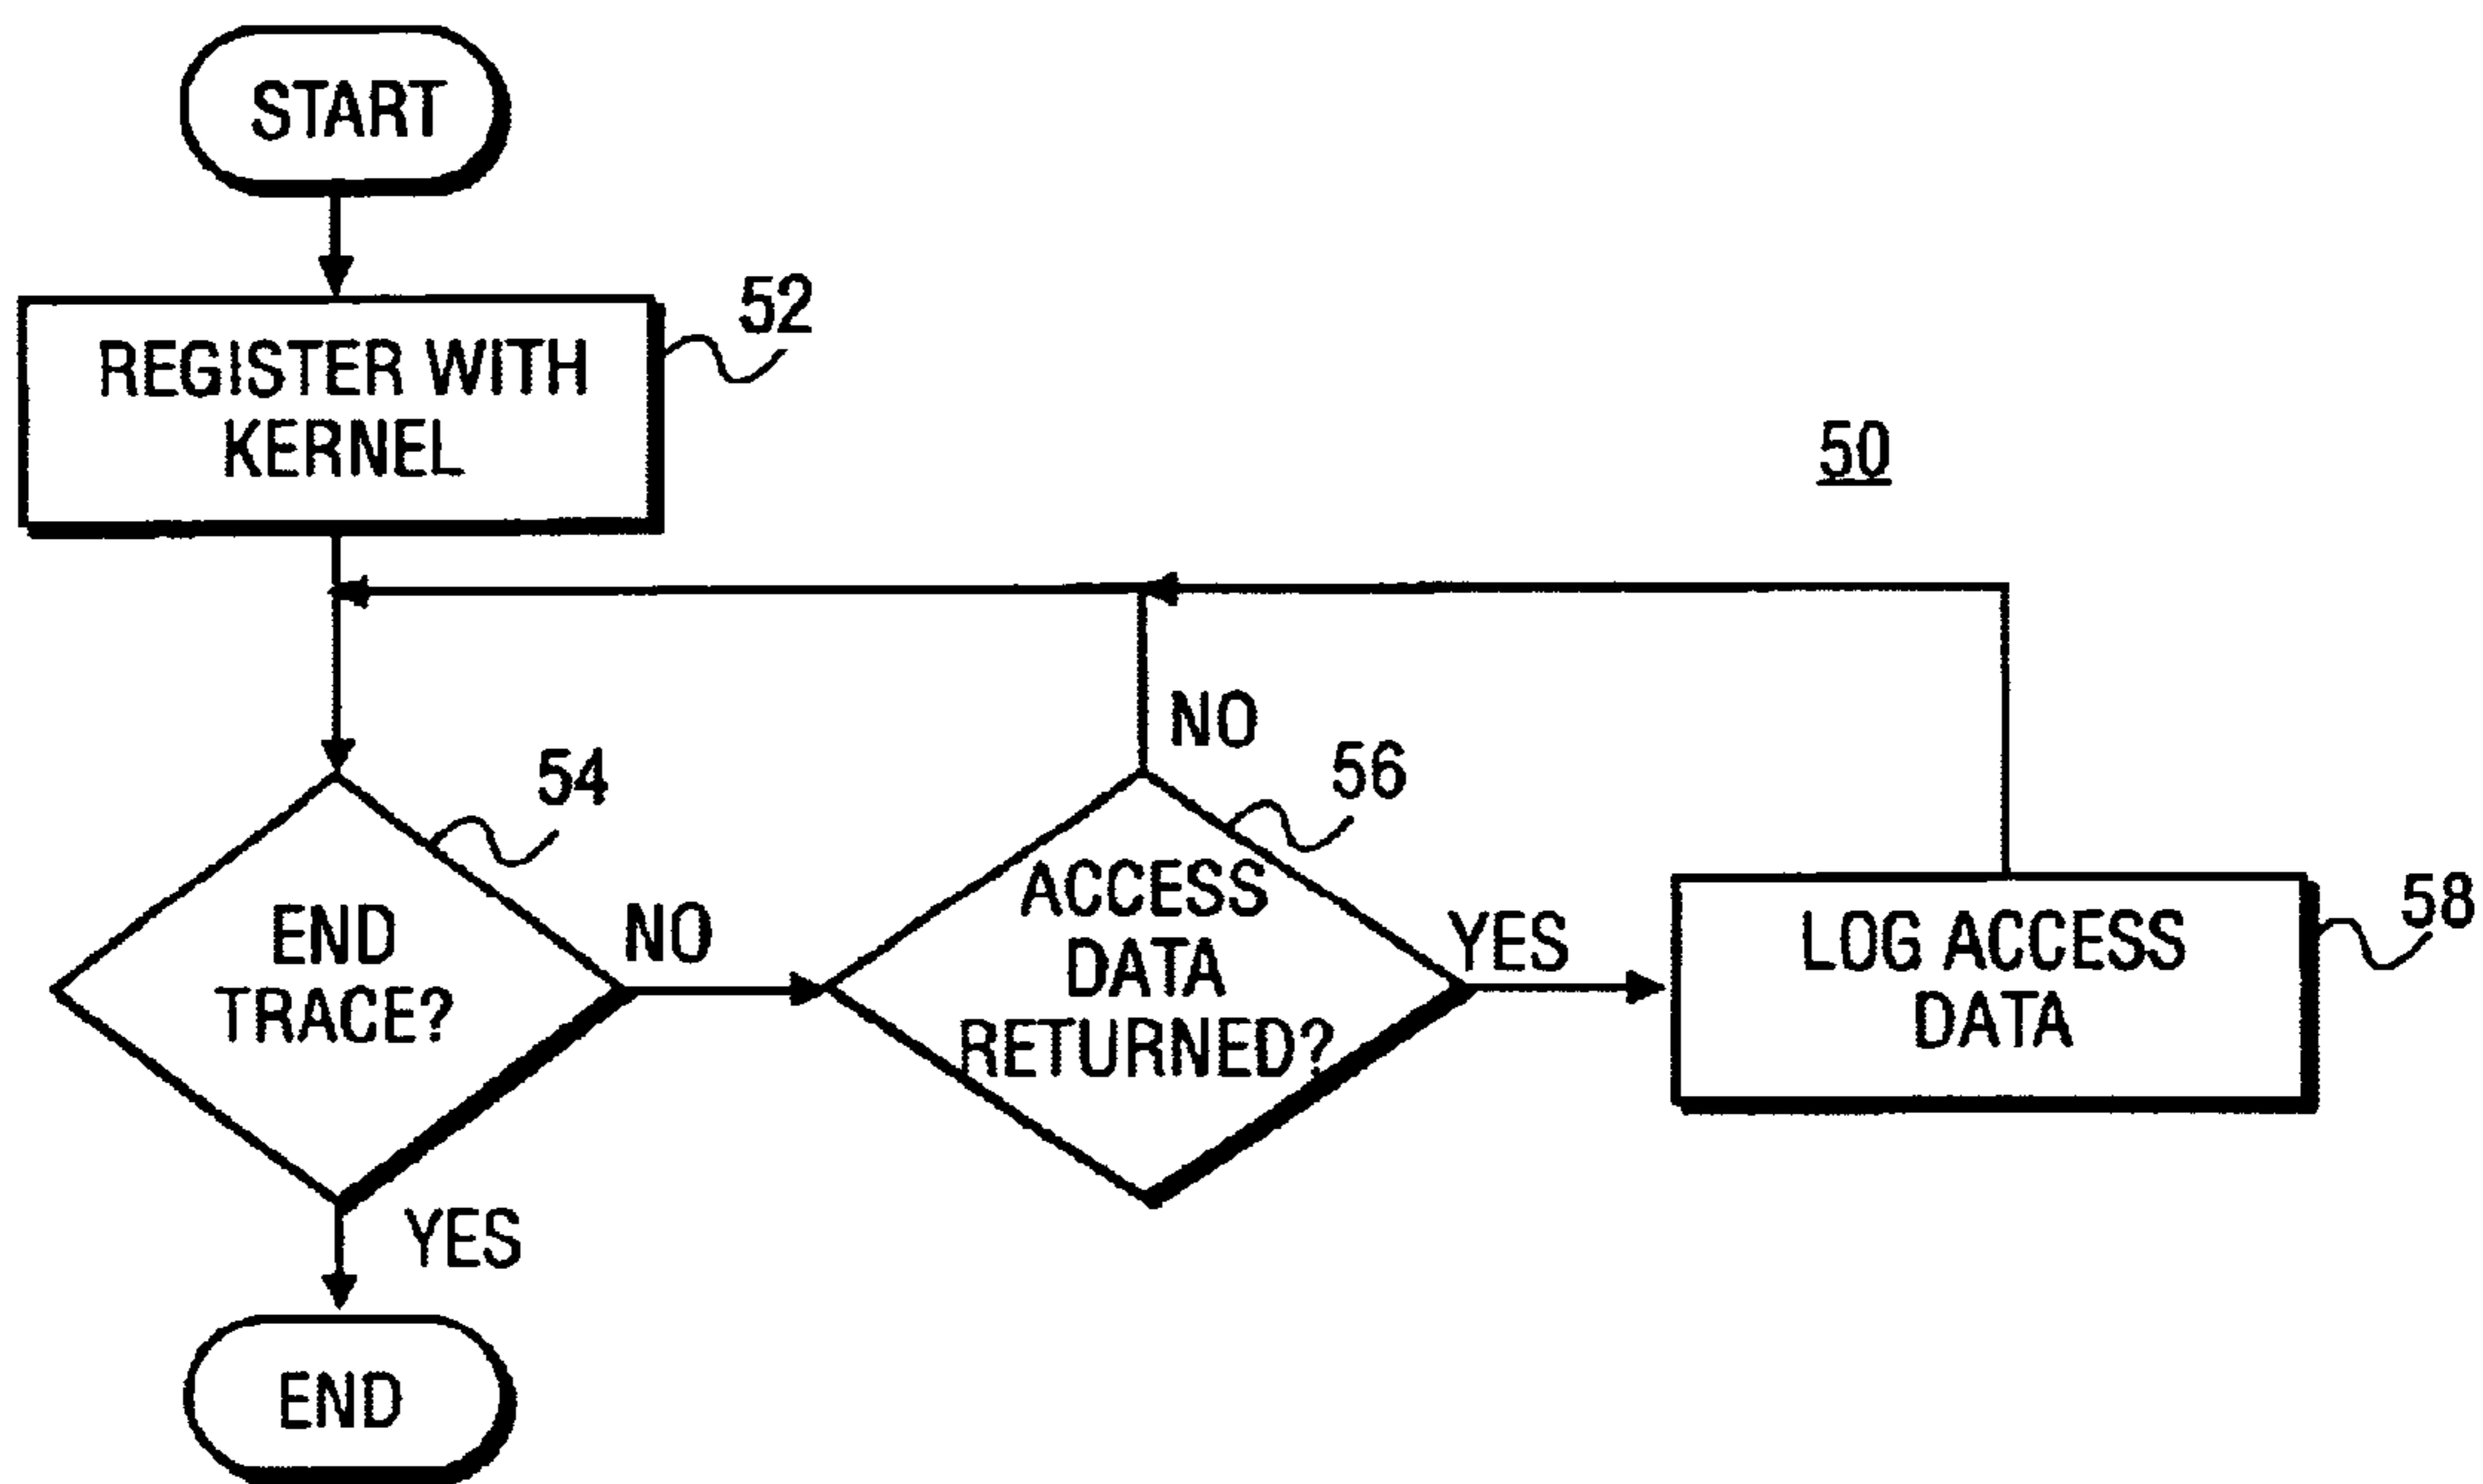 START
52
REGISTER WITH
KERNEL
50
NO
54
56
END
TRACE?
NO
ACCESS
DATA
RETURNED?
YES
LOG ACCESS
DATA
58
YES
END